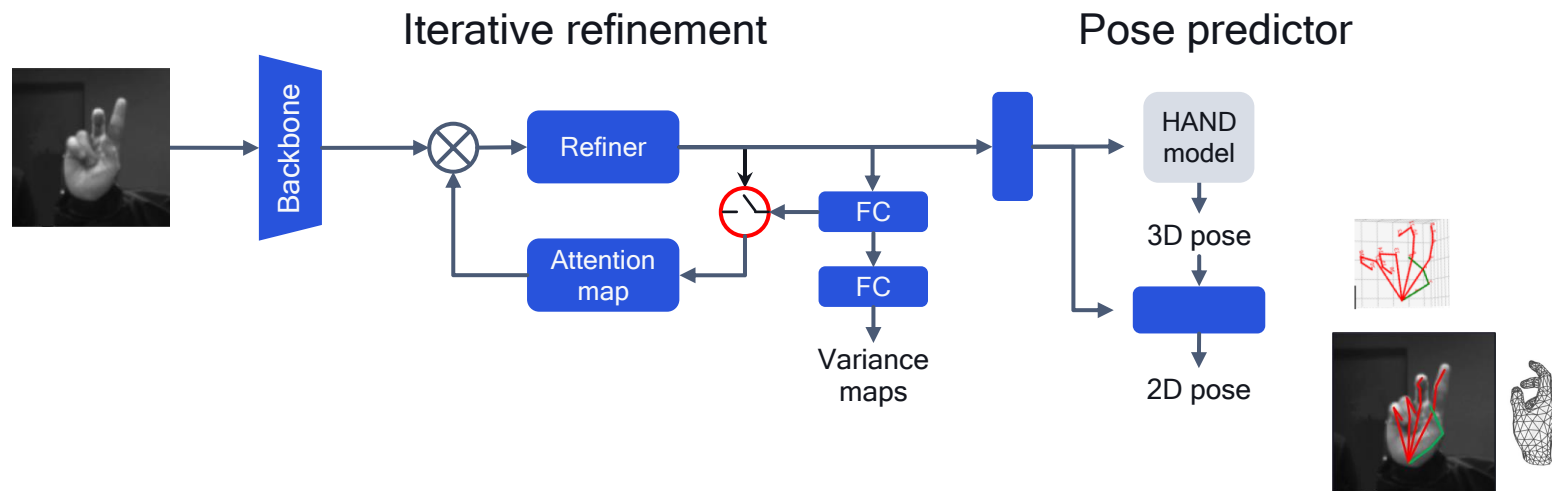 Iterative refinement
Pose predictor
Backbone
Refiner
HAND
model
FC
3D pose
Attention
map
FC
Variance
maps
2D pose